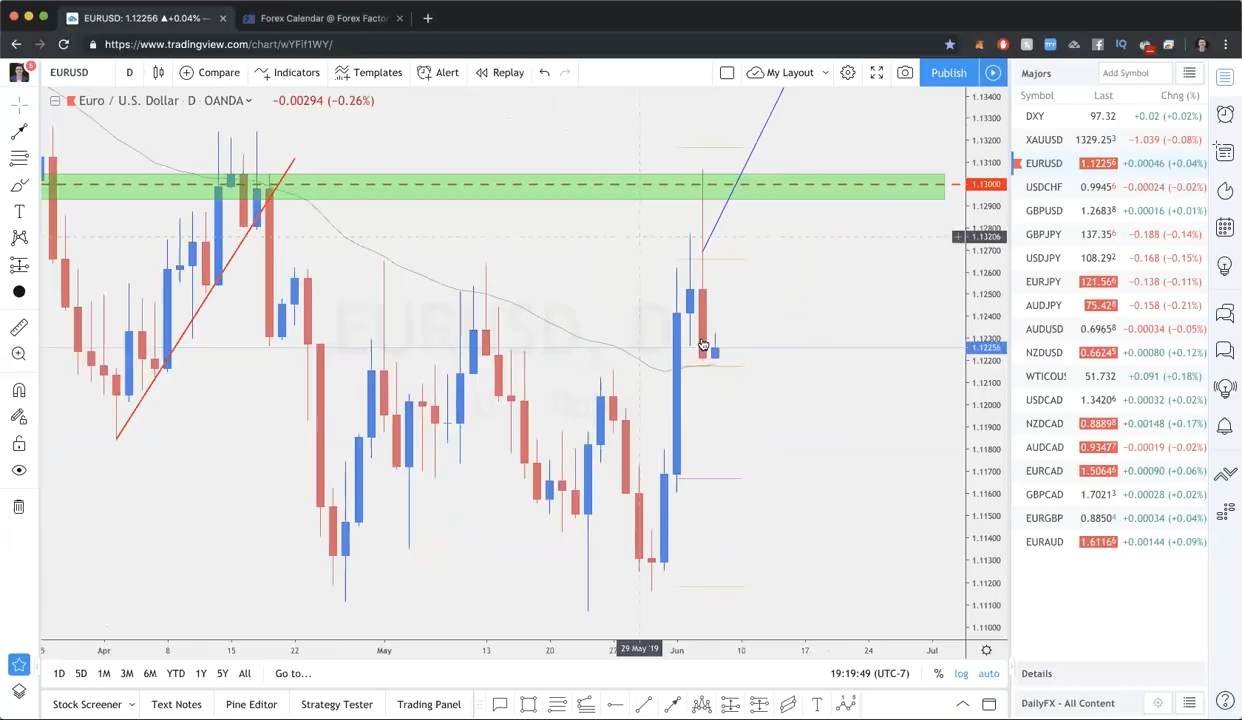 EURUSD: 1.12256 ▲+0.04% —
Forex Calendar @ Forex Factor
https://www.tradingview.com/chart/wYFif1WY/
8 EURUSD D Compare Indicators Templates Alert Replay My Layout Publish
Majors Add Symbol
Euro / U.S. Dollar · D · OANDA −0.00294 (−0.26%)
Symbol Last Chng (%)
DXY 97.32 +0.02 (+0.02%)
XAUUSD 1329.253 −1.039 (−0.08%)
EURUSD 1.12256 +0.00046 (+0.04%)
USDCHF 0.99456 −0.00024 (−0.02%)
GBPUSD 1.26838 +0.00016 (+0.01%)
GBPJPY 137.356 −0.188 (−0.14%)
USDJPY 108.292 −0.168 (−0.15%)
EURJPY 121.566 −0.138 (−0.11%)
AUDJPY 75.428 −0.158 (−0.21%)
AUDUSD 0.69658 −0.00034 (−0.05%)
NZDUSD 0.66245 +0.00080 (+0.12%)
WTICOUS 51.732 +0.091 (+0.18%)
USDCAD 1.34206 +0.00032 (+0.02%)
NZDCAD 0.88898 +0.00148 (+0.17%)
AUDCAD 0.93477 −0.00019 (−0.02%)
EURCAD 1.50646 +0.00090 (+0.06%)
GBPCAD 1.70213 +0.00028 (+0.02%)
EURGBP 0.88504 +0.00034 (+0.04%)
EURAUD 1.61166 +0.00144 (+0.09%)
1.13400
1.13300
1.13200
1.13100
1.13000
1.12900
1.12800
1.13206
1.12700
1.12600
1.12500
1.12400
1.12300
1.12256
1.12200
1.12100
1.12000
1.11900
1.11800
1.11700
1.11600
1.11500
1.11400
1.11300
1.11200
1.11100
1.11000
EURUSD, D
5 Apr 8 15 22 May 13 20 27 29 May '19 Jun 10 17 24 Jul
1D 5D 1M 3M 6M YTD 1Y 5Y All Go to... 19:19:49 (UTC-7) % log auto
Details
Stock Screener Text Notes Pine Editor Strategy Tester Trading Panel
DailyFX - All Content